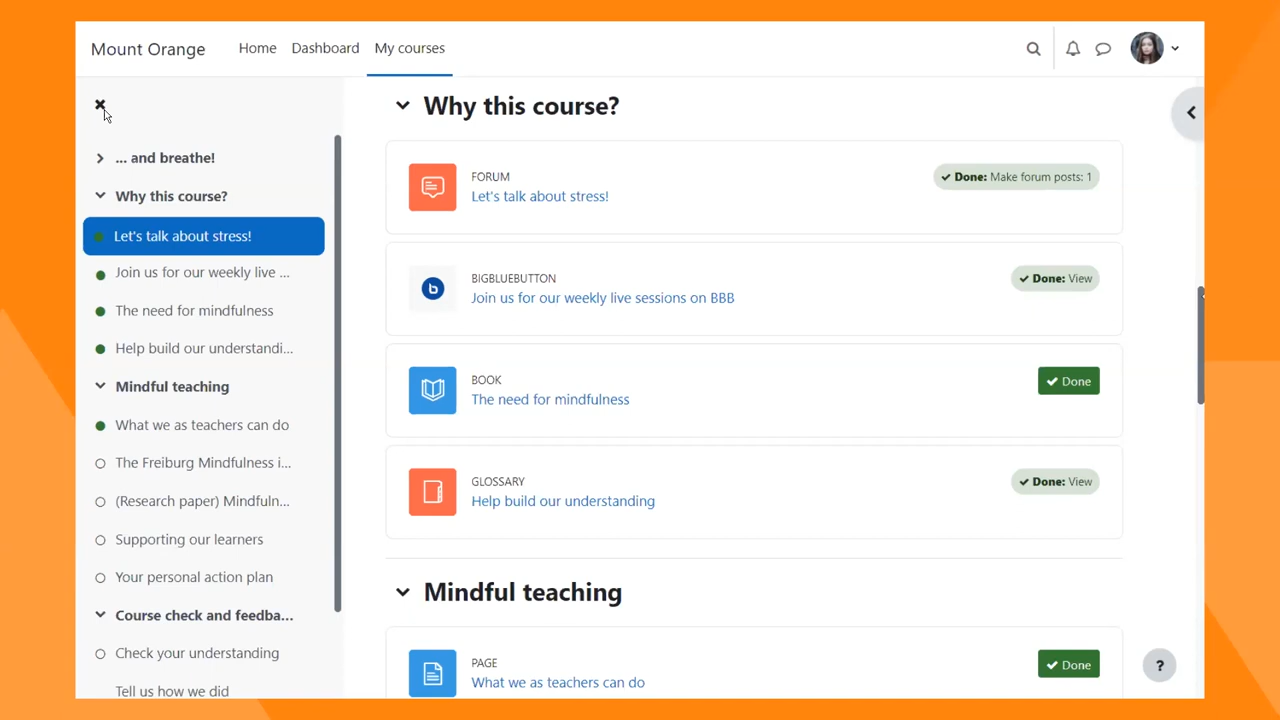 Mount Orange
Home
Dashboard
My courses
... and breathe!
Why this course?
Let's talk about stress!
Join us for our weekly live ...
The need for mindfulness
Help build our understandi...
Mindful teaching
What we as teachers can do
The Freiburg Mindfulness i...
(Research paper) Mindfuln...
Supporting our learners
Your personal action plan
Course check and feedba...
Check your understanding
Tell us how we did
Why this course?
FORUM
Let's talk about stress!
Done: Make forum posts: 1
BIGBLUEBUTTON
Join us for our weekly live sessions on BBB
Done: View
BOOK
The need for mindfulness
Done
GLOSSARY
Help build our understanding
Done: View
Mindful teaching
PAGE
What we as teachers can do
Done
?